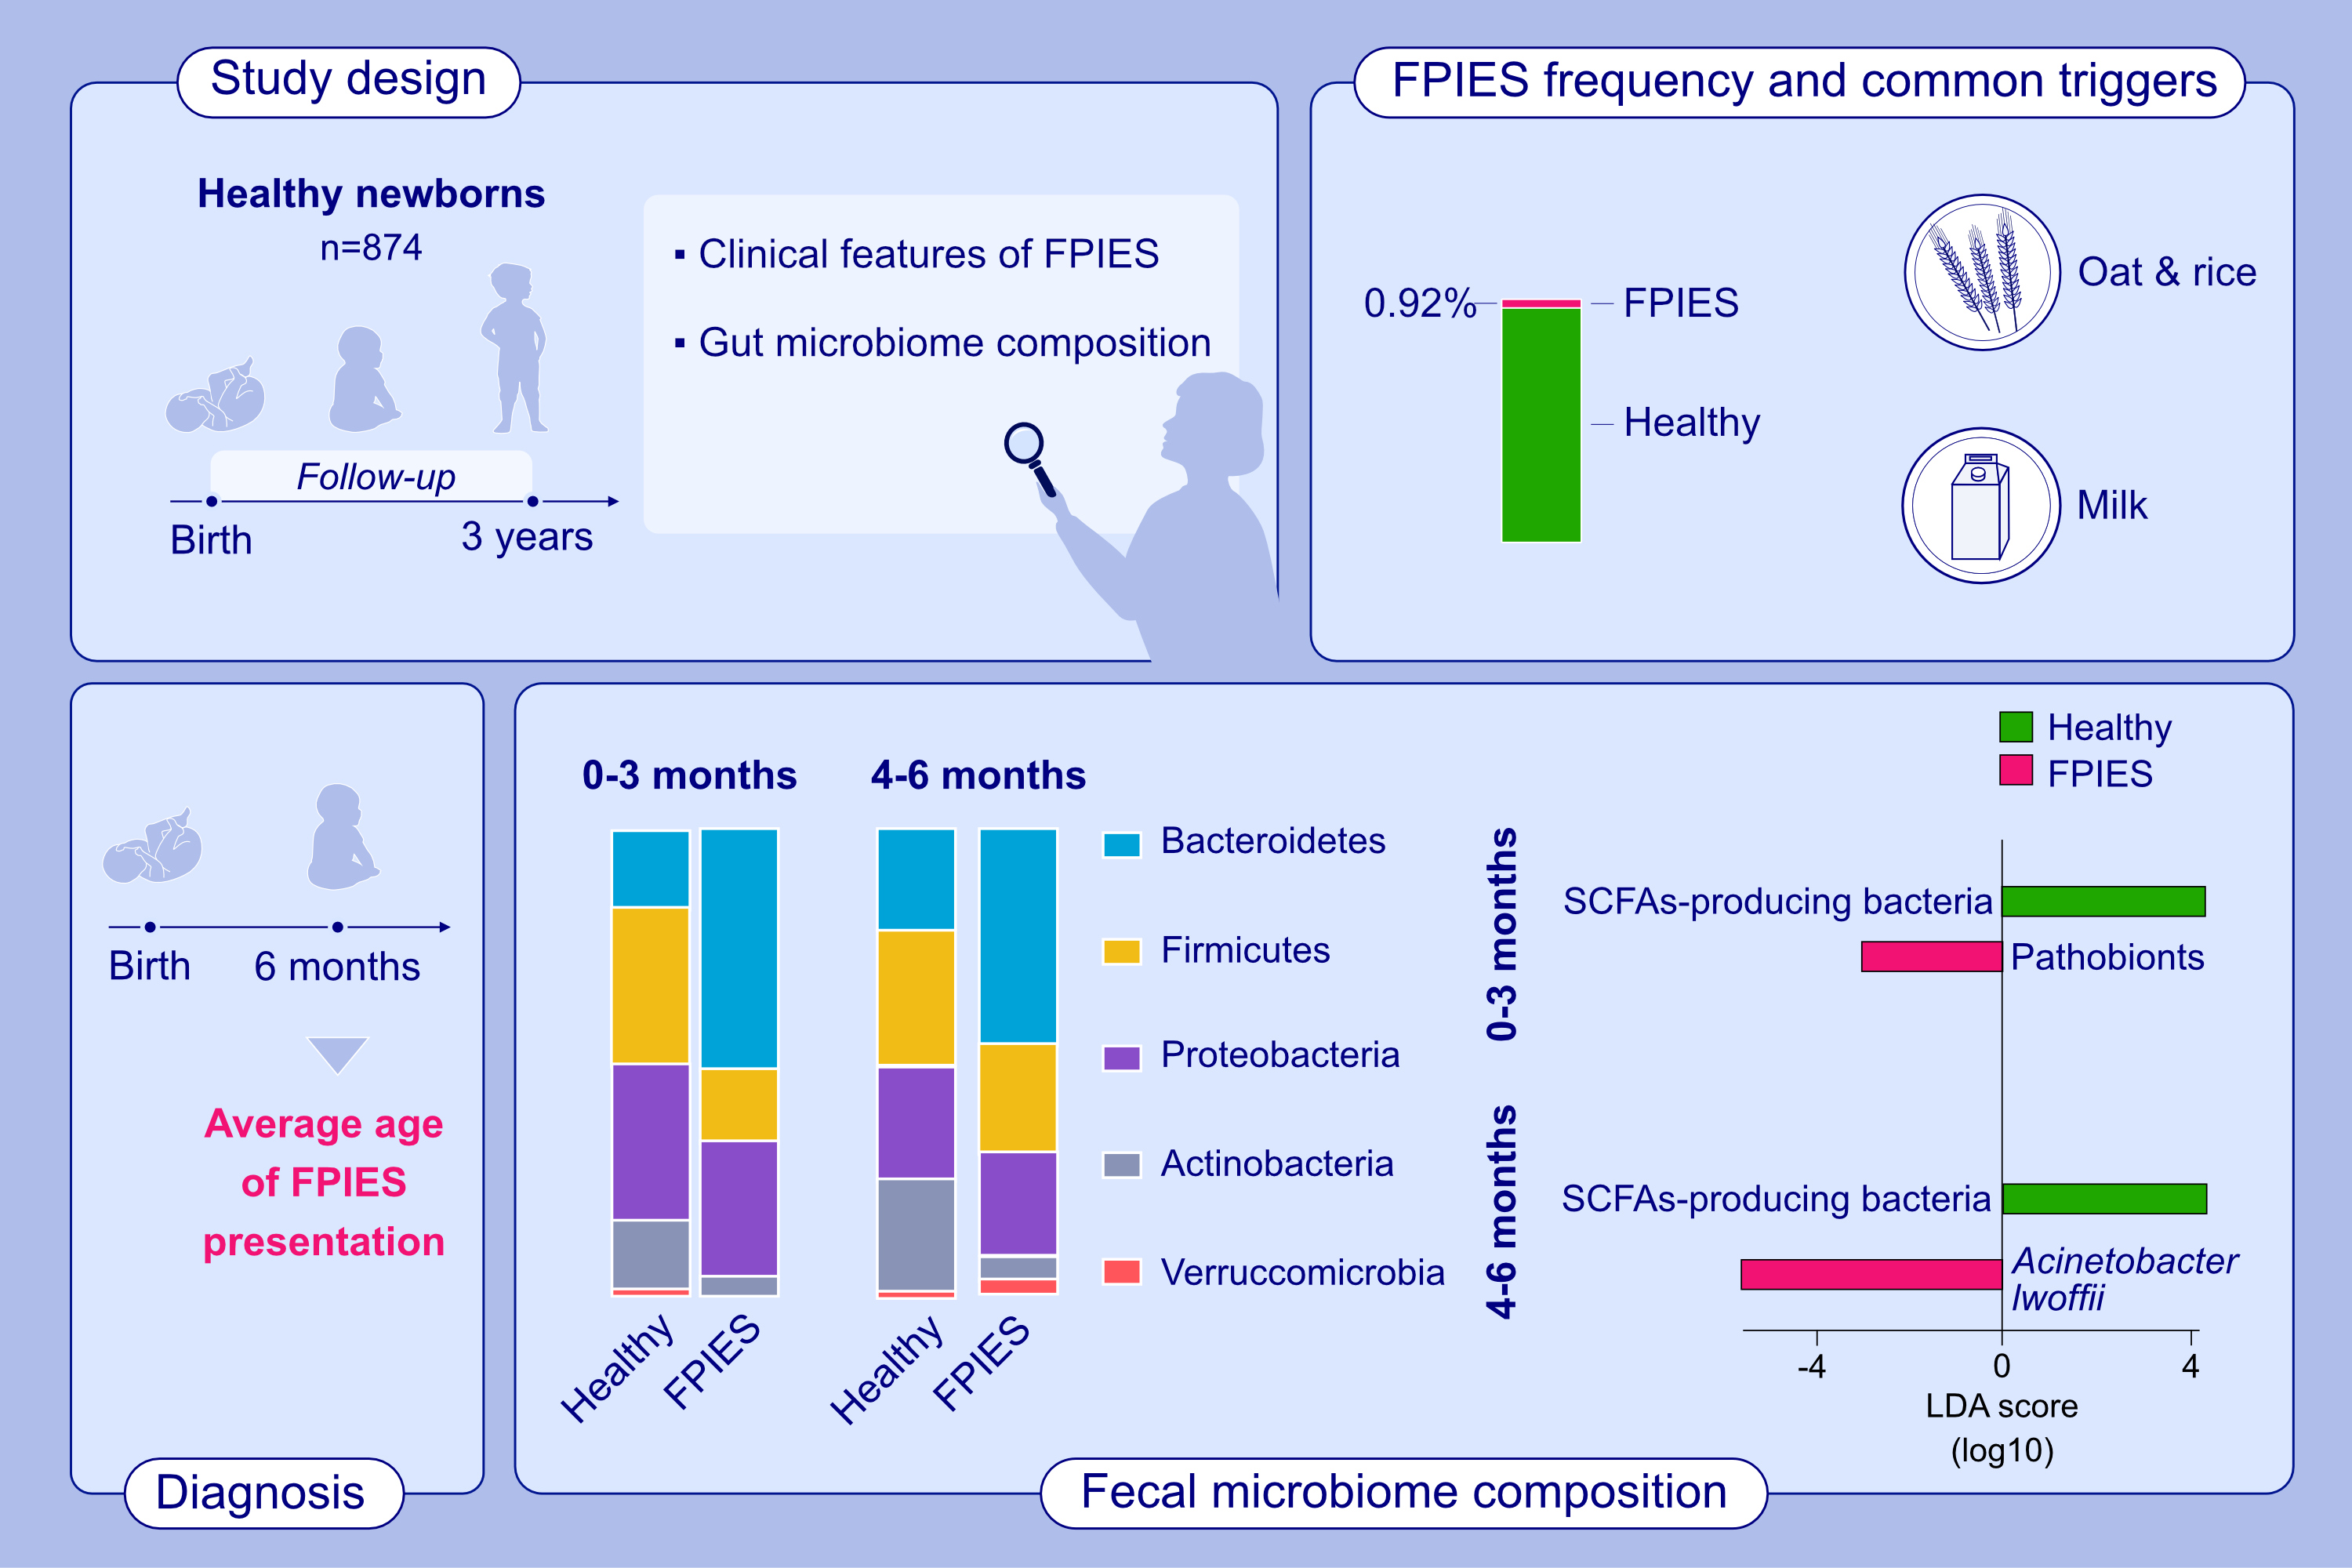 Study design
Healthy newborns
n=874
Follow-up
Birth
3 years
▪ Clinical features of FPIES
▪ Gut microbiome composition
FPIES frequency and common triggers
0.92%
FPIES
Healthy
Oat & rice
Milk
Birth
6 months
Average age
of FPIES
presentation
Diagnosis
0-3 months
4-6 months
Healthy
FPIES
Healthy
FPIES
Bacteroidetes
Firmicutes
Proteobacteria
Actinobacteria
Verruccomicrobia
Healthy
FPIES
0-3 months
SCFAs-producing bacteria
Pathobionts
4-6 months
SCFAs-producing bacteria
Acinetobacter
lwoffii
-4
0
4
LDA score
(log10)
Fecal microbiome composition